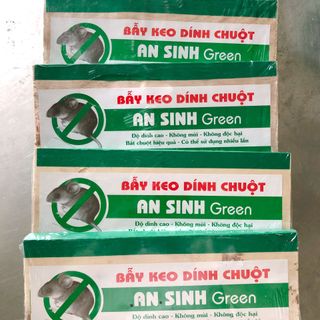 BẪY KEO DÍNH CHUỘT
AN SINH Green
BẪY KEO DÍNH CHUỘT
AN SINH Green
Độ dính cao - Không mùi - Không độc hại
Bắt chuột hiệu quả - Có thể sử dụng nhiều lần
BẪY KEO DÍNH CHUỘT
AN SINH Green
Độ dính cao - Không mùi - Không độc hại
BẪY KEO DÍNH CHUỘT
AN SINH Green
Độ dính cao - Không mùi - Không độc hại